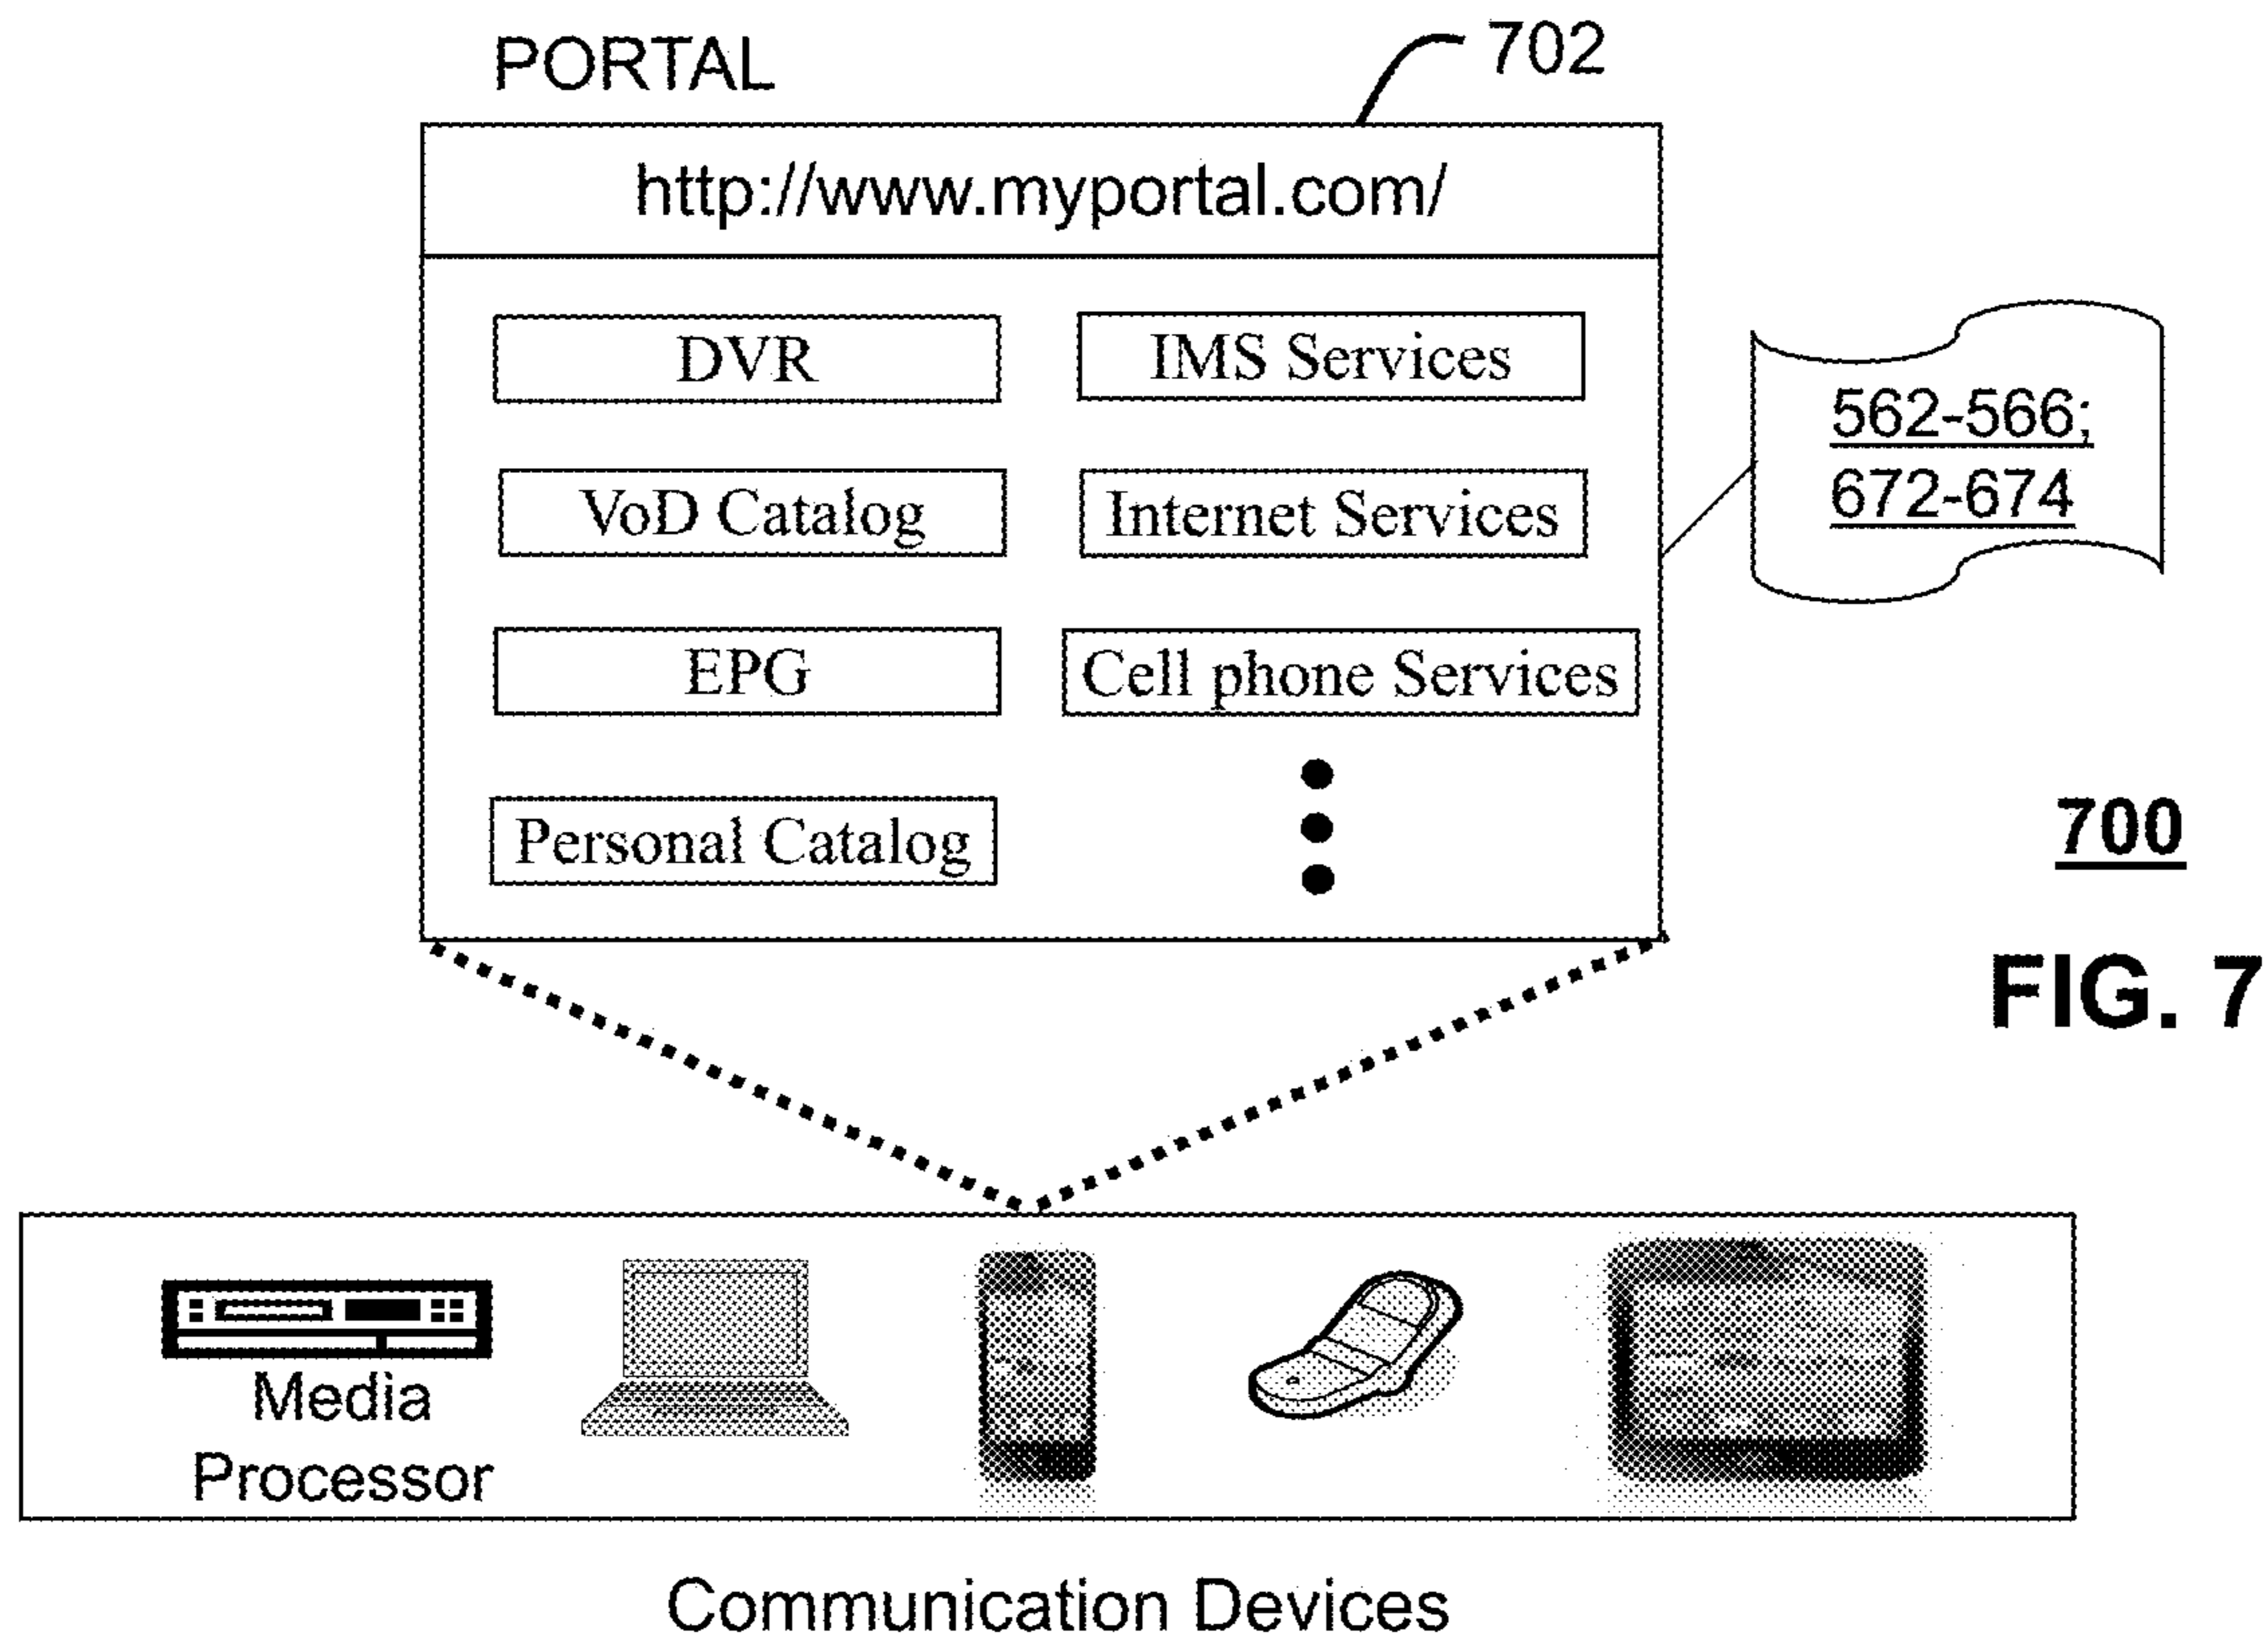 PORTAL
702
http://www.myportal.com/
DVR
IMS Services
VoD Catalog
Internet Services
EPG
Cell phone Services
Personal Catalog
562-566;
672-674
700
FIG. 7
Media
Processor
Communication Devices